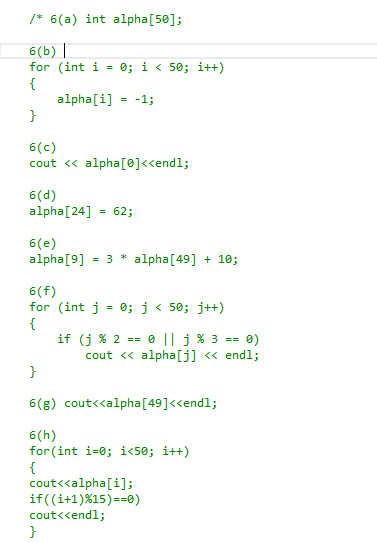 /* 6(a) int alpha[50];
6(b)
for (int i = 0; i < 50; i++)
{
alpha[i] = -1;
}
6(c)
cout << alpha[0]<<endl;
6(d)
alpha[24] = 62;
6(e)
alpha[9] = 3 * alpha[49] + 10;
6(f)
for (int j = 0; j < 50; j++)
{
if (j % 2 == 0 || j % 3 == 0)
cout << alpha[j] << endl;
}
6(g) cout<<alpha[49]<<endl;
6(h)
for(int i=0; i<50; i++)
{
cout<<alpha[i];
if((i+1)%15)==0)
cout<<endl;
}